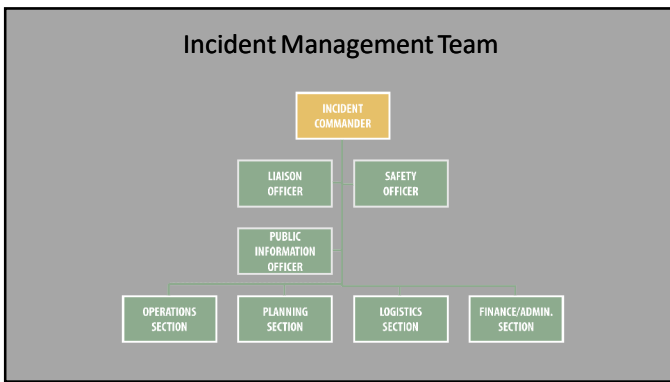 Incident Management Team
INCIDENT
COMMANDER
LIAISON
OFFICER
SAFETY
OFFICER
PUBLIC
INFORMATION
OFFICER
OPERATIONS
SECTION
PLANNING
SECTION
LOGISTICS
SECTION
FINANCE/ADMIN.
SECTION